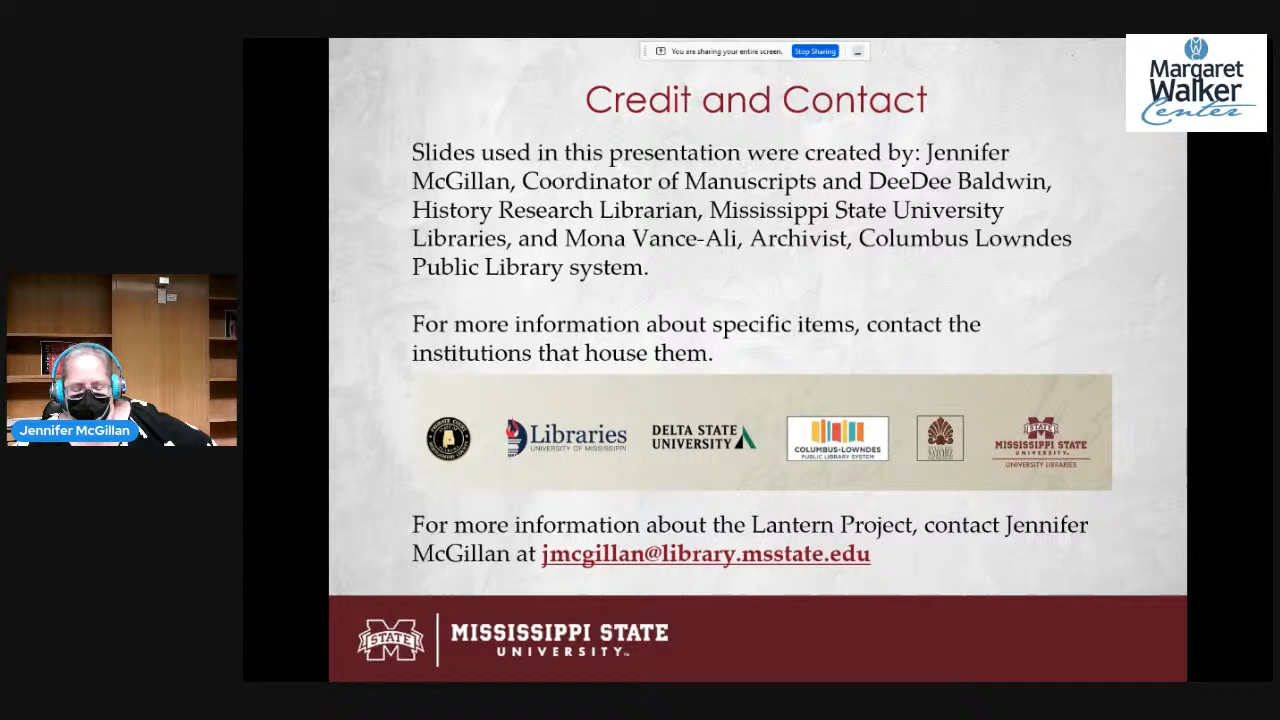 You are sharing your entire screen.
Stop Sharing
Margaret
Walker
Center
Credit and Contact
Slides used in this presentation were created by: Jennifer
McGillan, Coordinator of Manuscripts and DeeDee Baldwin,
History Research Librarian, Mississippi State University
Libraries, and Mona Vance-Ali, Archivist, Columbus Lowndes
Public Library system.
For more information about specific items, contact the
institutions that house them.
Jennifer McGillan
Libraries
UNIVERSITY OF MISSISSIPPI
DELTA STATE
UNIVERSITY
COLUMBUS-LOWNDES
PUBLIC LIBRARY SYSTEM
STATE
MISSISSIPPI STATE
UNIVERSITY
UNIVERSITY LIBRARIES
For more information about the Lantern Project, contact Jennifer
McGillan at jmcgillan@library.msstate.edu
STATE
MISSISSIPPI STATE
UNIVERSITY™